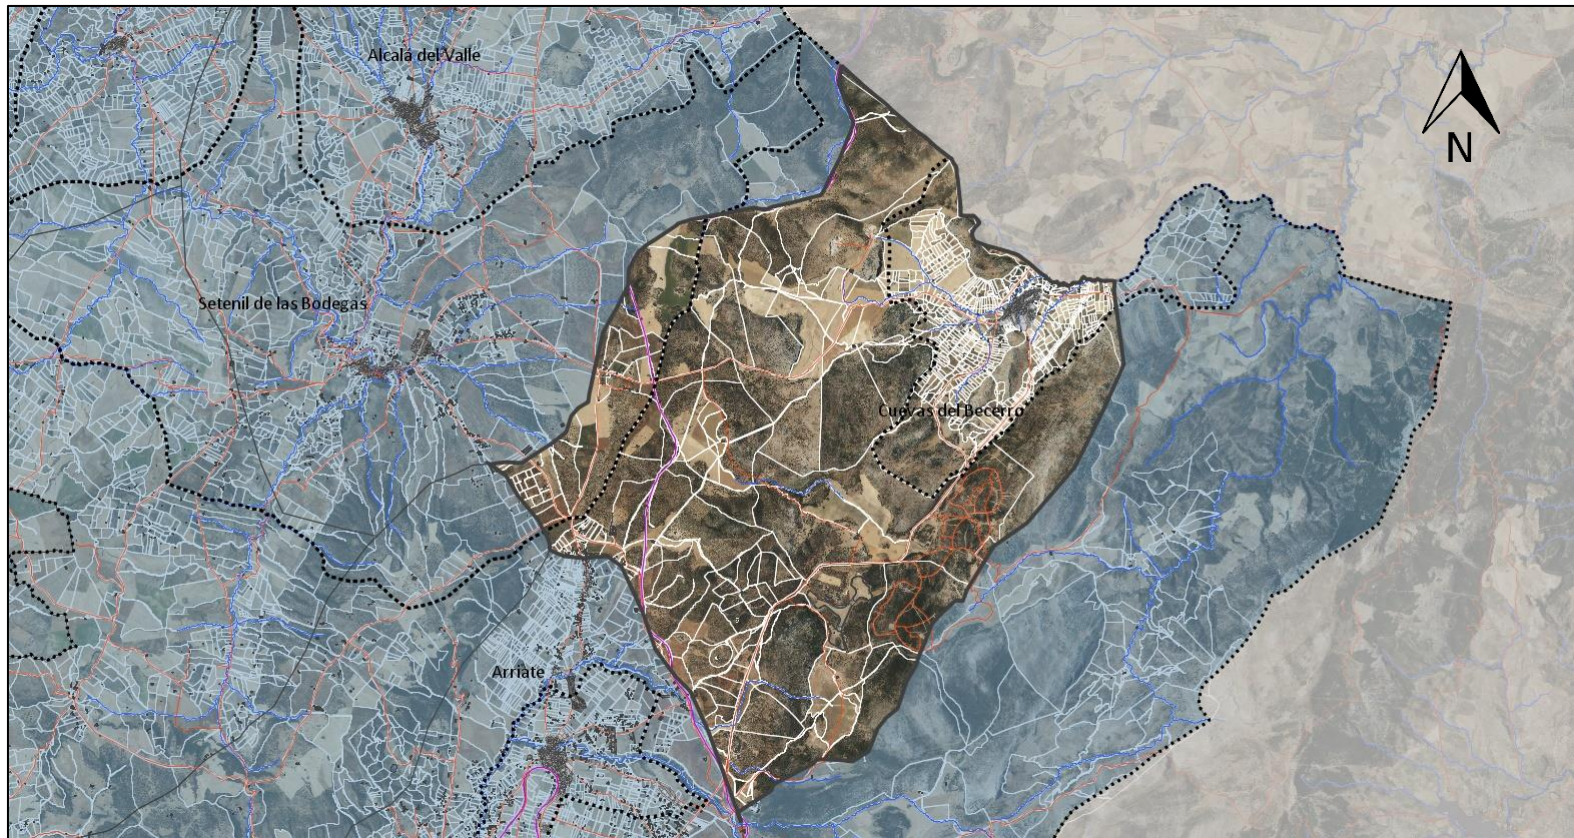 Alcalá del Valle
N
Setenil de las Bodegas
Cuevas del Becerro
Arriate